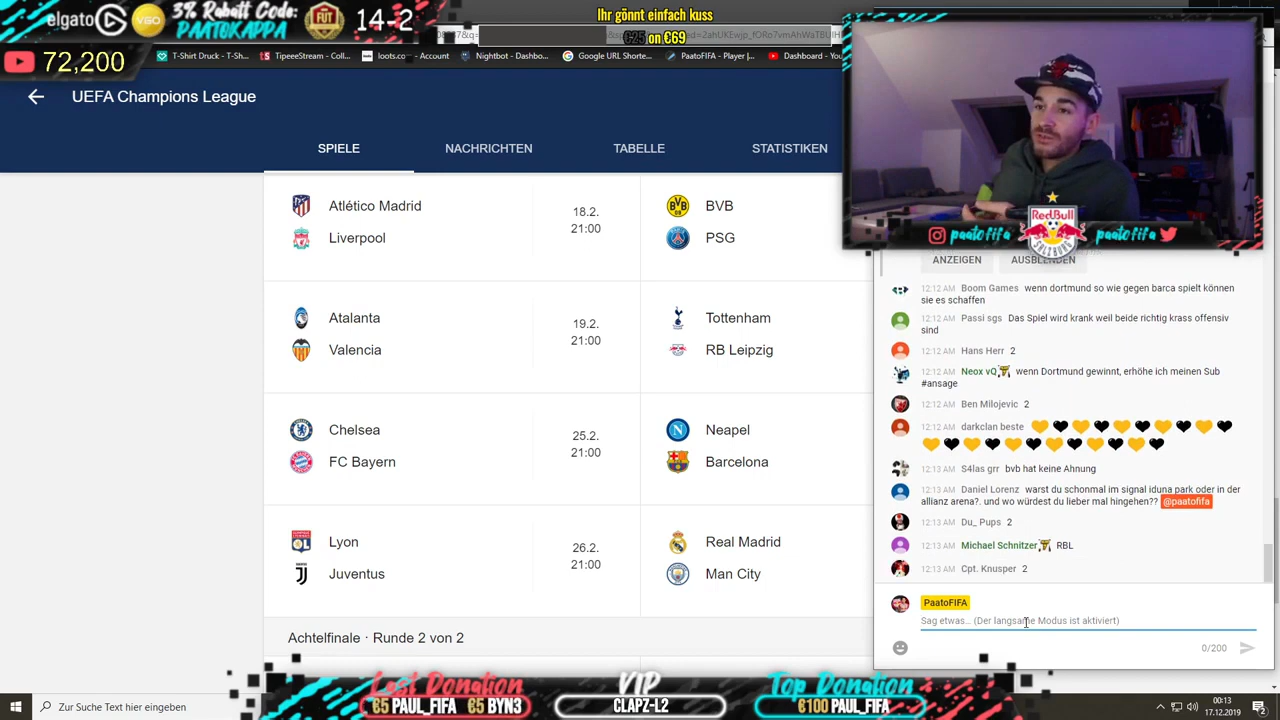 elgato
VGO
3% Rabatt Code:
PAATOKAPPA
FUT
14-2
Ihr gönnt einfach kuss
€25 on €69
72,200
T-Shirt Druck - T-Sh...
TipeeeStream - Coll...
loots.com - Account
Nightbot - Dashbo...
Google URL Shorte...
PaatoFIFA - Player |...
Dashboard - You
UEFA Champions League
SPIELE
NACHRICHTEN
TABELLE
STATISTIKEN
Atlético Madrid
Liverpool
18.2.
21:00
BVB
PSG
Atalanta
Valencia
19.2.
21:00
Tottenham
RB Leipzig
Chelsea
FC Bayern
25.2.
21:00
Neapel
Barcelona
Lyon
Juventus
26.2.
21:00
Real Madrid
Man City
Achtelfinale · Runde 2 von 2
paatofifa
Red Bull
SALZBURG
paatofifa
ANZEIGEN
AUSBLENDEN
12:12 AM Boom Games wenn dortmund so wie gegen barca spielt können
sie es schaffen
12:12 AM Passi sgs Das Spiel wird krank weil beide richtig krass offensiv
sind
12:12 AM Hans Herr 2
12:12 AM Neox vQ wenn Dortmund gewinnt, erhöhe ich meinen Sub
#ansage
12:12 AM Ben Milojevic 2
12:12 AM darkclan beste
12:13 AM S4las grr bvb hat keine Ahnung
12:13 AM Daniel Lorenz warst du schonmal im signal iduna park oder in der
allianz arena?. und wo würdest du lieber mal hingehen?? @paatofifa
12:13 AM Du_ Pups 2
12:13 AM Michael Schnitzer RBL
12:13 AM Cpt. Knusper 2
PaatoFIFA
Sag etwas... (Der langsame Modus ist aktiviert)
0/200
Last Donation
€5 PAUL_FIFA €5 BYN3
VIP
CLAPZ-L2
Top Donation
€100 PAUL_FIFA
Zur Suche Text hier eingeben
00:13
17.12.2019